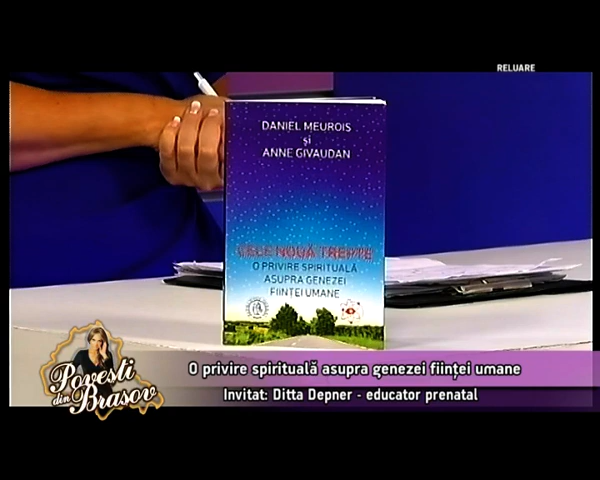 RELUARE
DANIEL MEUROIS
și
ANNE GIVAUDAN
CELE NOUĂ TREPTE
O PRIVIRE SPIRITUALĂ
ASUPRA GENEZEI
FIINȚEI UMANE
O privire spirituală asupra genezei ființei umane
Invitat: Ditta Depner - educator prenatal
Povesti
din
Brasov